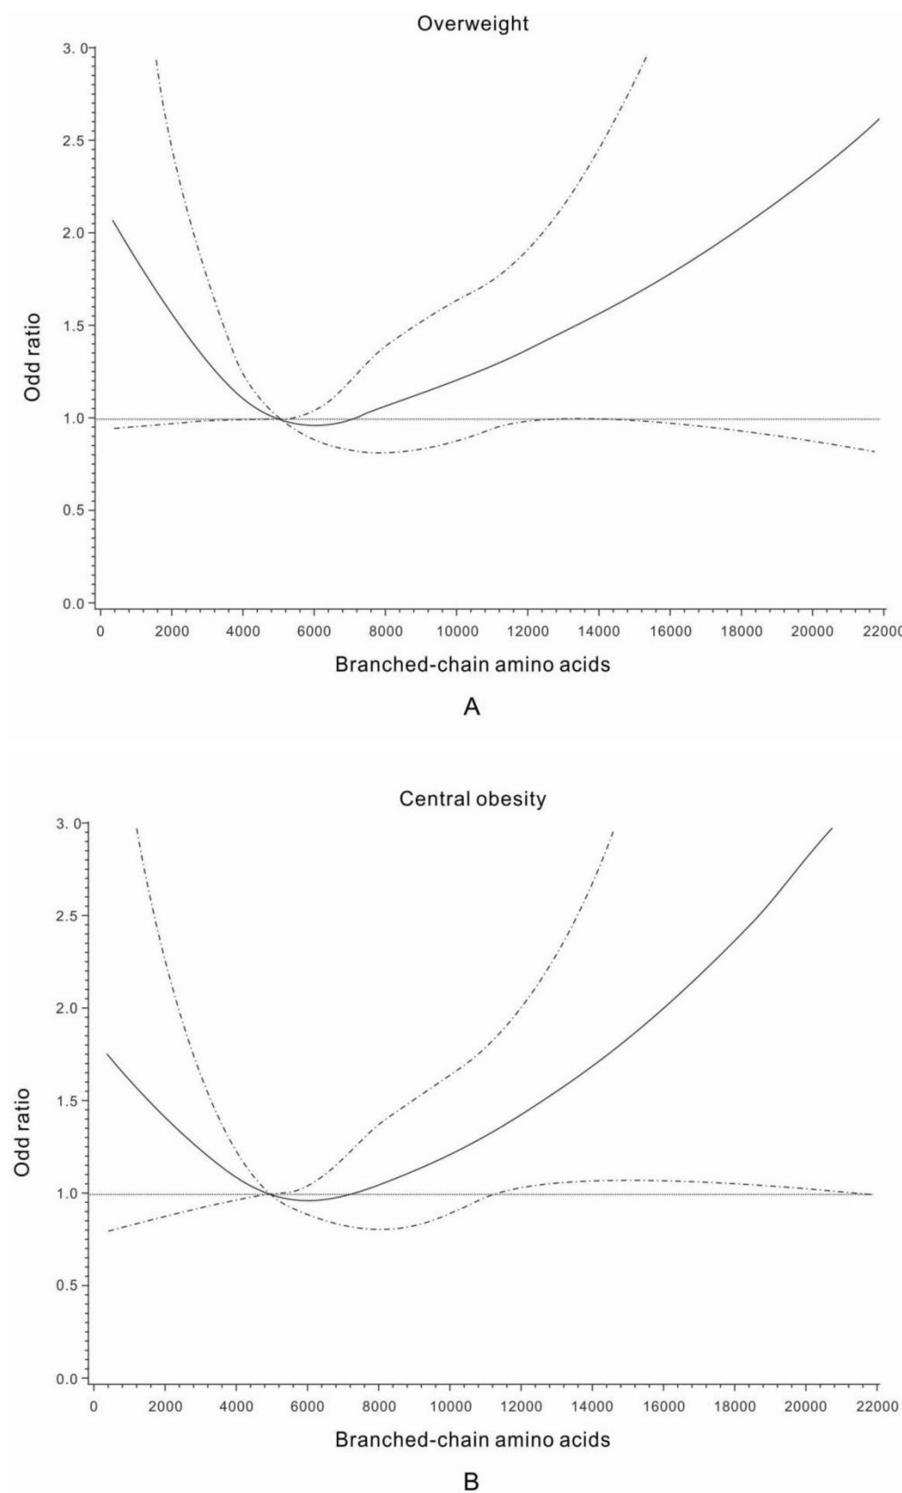 Overweight
3. 0
2.5
2.0
1.5
1.0
0.5
0.0
Odd ratio
0 2000 4000 6000 8000 10000 12000 14000 16000 18000 20000 22000
Branched-chain amino acids
A
Central obesity
3. 0
2.5
2.0
1.5
1.0
0.5
0.0
Odd ratio
0 2000 4000 6000 8000 10000 12000 14000 16000 18000 20000 22000
Branched-chain amino acids
B